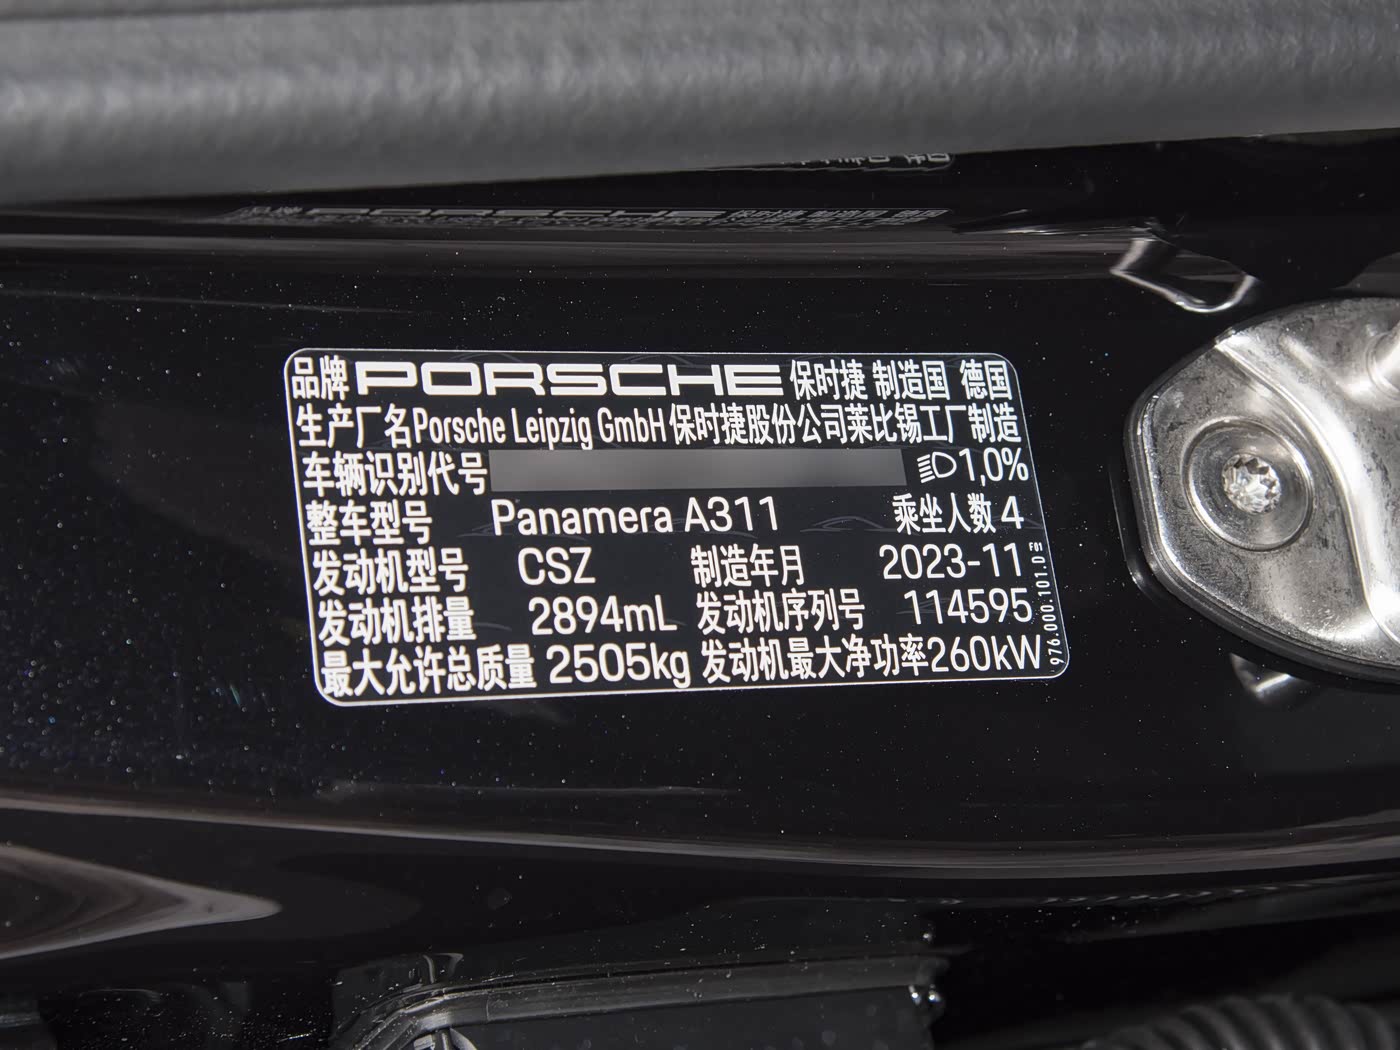 品牌 PORSCHE 保时捷 制造国 德国
生产厂名Porsche Leipzig GmbH 保时捷股份公司莱比锡工厂制造
车辆识别代号 1,0%
整车型号 Panamera A311 乘坐人数 4
发动机型号 CSZ 制造年月 2023-11
发动机排量 2894mL 发动机序列号 114595
最大允许总质量 2505kg 发动机最大净功率260kW
976.000.101.D F01